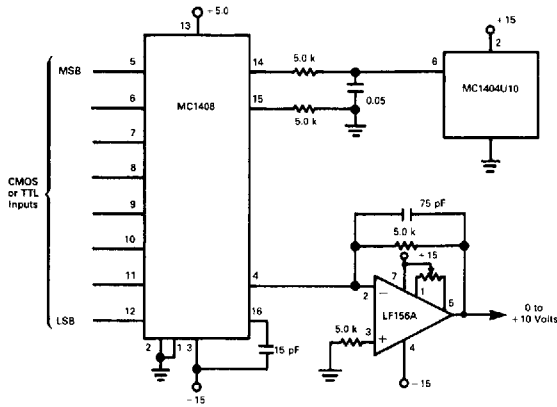 +5.0
13
+15
2
MSB
5
14
5.0 k
6
MC1404U10
MC1408
6
15
0.05
5.0 k
7
CMOS
or TTL
Inputs
8
9
75 pF
10
5.0 k
+15
11
4
7
1
2
5
LF156A
0 to
+10 Volts
LSB
12
16
5.0 k
3
4
2
1
3
15 pF
-15
-15